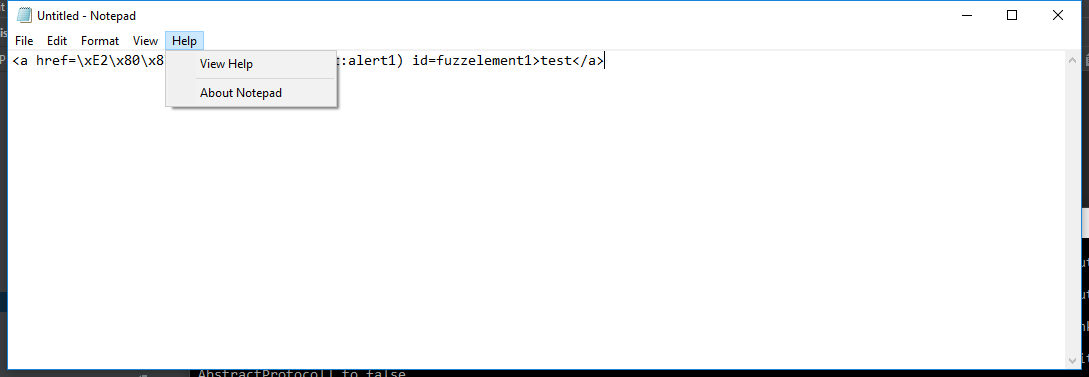 Untitled - Notepad
File Edit Format View Help
<a href=\xE2\x80\x8 :alert1) id=fuzzelement1>test</a>
View Help
About Notepad
AbstractProtocol] to false